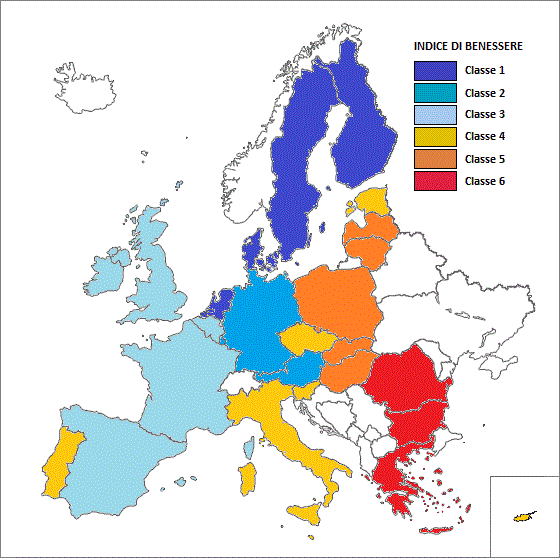 INDICE DI BENESSERE
Classe 1
Classe 2
Classe 3
Classe 4
Classe 5
Classe 6